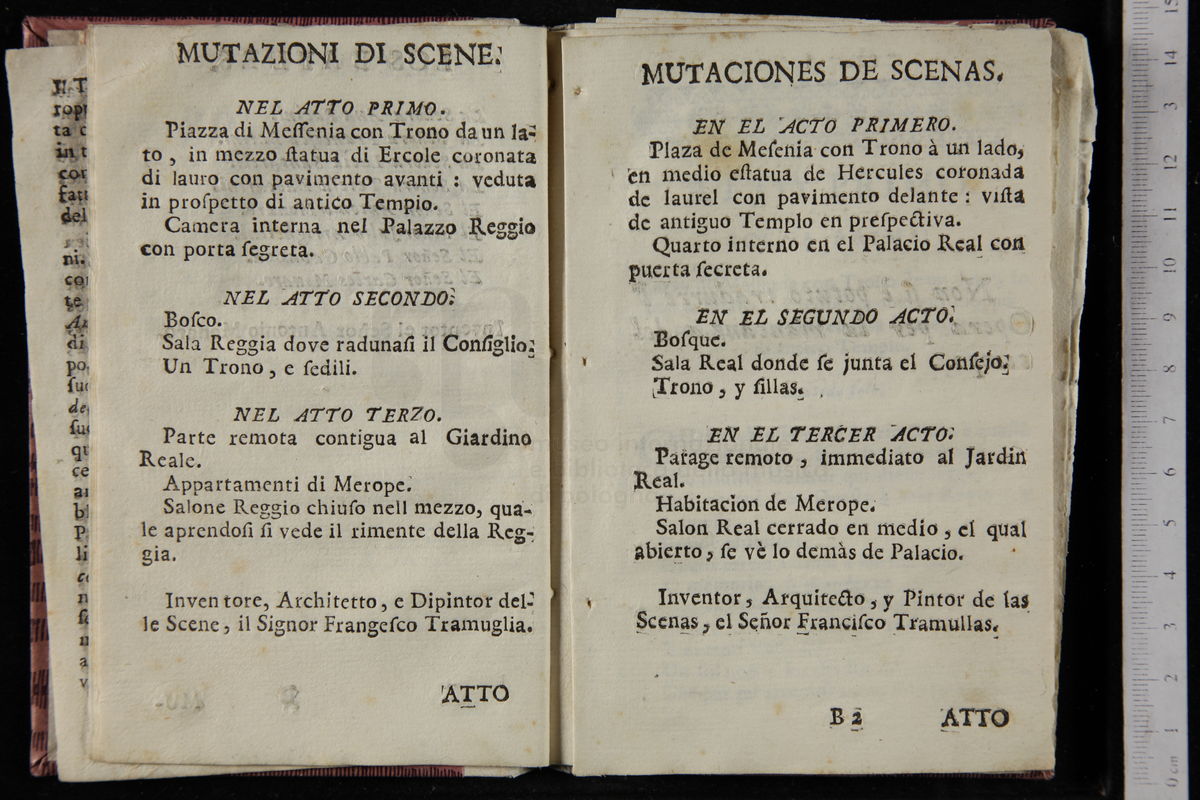 MUTAZIONI DI SCENE.
NEL ATTO PRIMO.
Piazza di Meſſenia con Trono da un la-
to, in mezzo ſtatua di Ercole coronata
di lauro con pavimento avanti : veduta
in proſpetto di antico Tempio.
Camera interna nel Palazzo Reggio
con porta ſegreta.
NEL ATTO SECONDO.
Boſco.
Sala Reggia dove radunaſi il Conſiglio.
Un Trono, e ſedili.
NEL ATTO TERZO.
Parte remota contigua al Giardino
Reale.
Appartamenti di Merope.
Salone Reggio chiuſo nell mezzo, qua-
le aprendoſi ſi vede il rimente della Reg-
gia.
Inventore, Architetto, e Dipintor del-
le Scene, il Signor Frangeſco Tramuglia.
ATTO
MUTACIONES DE SCENAS.
EN EL ACTO PRIMERO.
Plaza de Meſenia con Trono à un lado,
en medio eſtatua de Hercules coronada
de laurel con pavimento delante : viſta
de antiguo Templo en preſpectiva.
Quarto interno en el Palacio Real con
puerta ſecreta.
EN EL SEGUNDO ACTO.
Boſque.
Sala Real donde ſe junta el Conſejo.
Trono, y ſillas.
EN EL TERCER ACTO.
Parage remoto, immediato al Jardin
Real.
Habitacion de Merope.
Salon Real cerrado en medio, el qual
abierto, ſe vè lo demàs de Palacio.
Inventor, Arquitecto, y Pintor de las
Scenas, el Señor Franciſco Tramullas.
B 2 ATTO